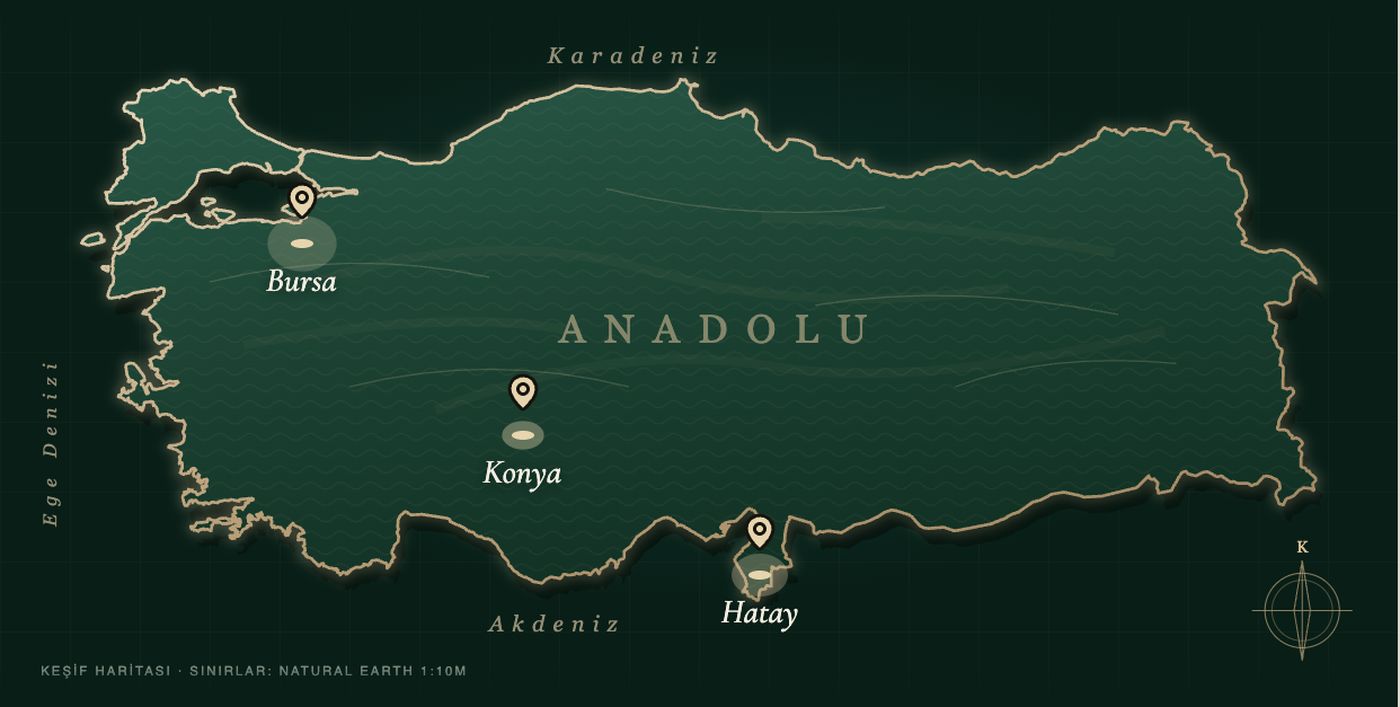 Karadeniz
Bursa
ANADOLU
Ege Denizi
Konya
K
Hatay
Akdeniz
KEŞİF HARİTASI · SINIRLAR: NATURAL EARTH 1:10M